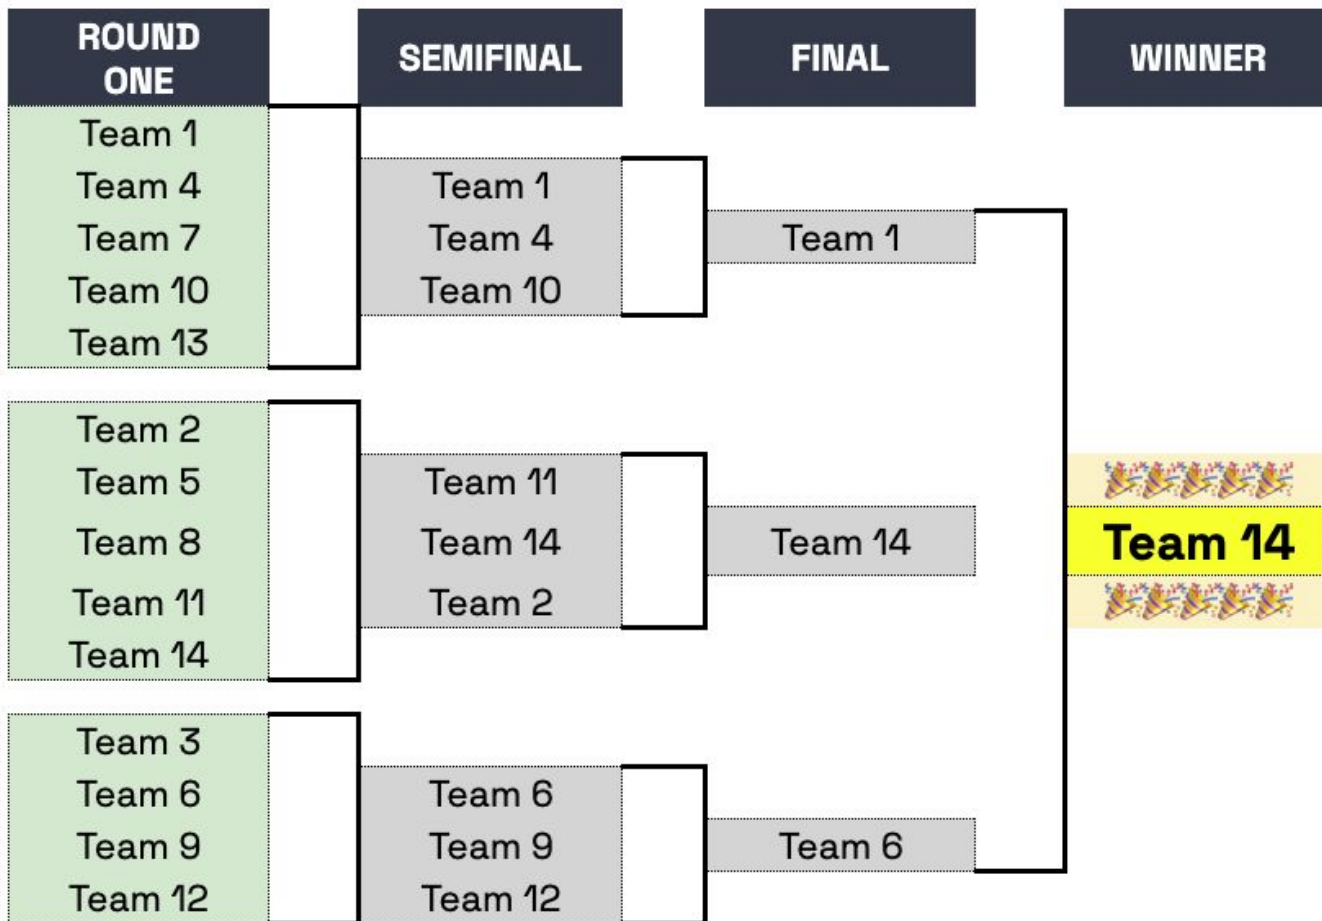 ROUND
ONE
SEMIFINAL
FINAL
WINNER
Team 1
Team 4
Team 7
Team 10
Team 13
Team 1
Team 4
Team 10
Team 1
Team 2
Team 5
Team 8
Team 11
Team 14
Team 11
Team 14
Team 2
Team 14
Team 14
Team 3
Team 6
Team 9
Team 12
Team 6
Team 9
Team 12
Team 6